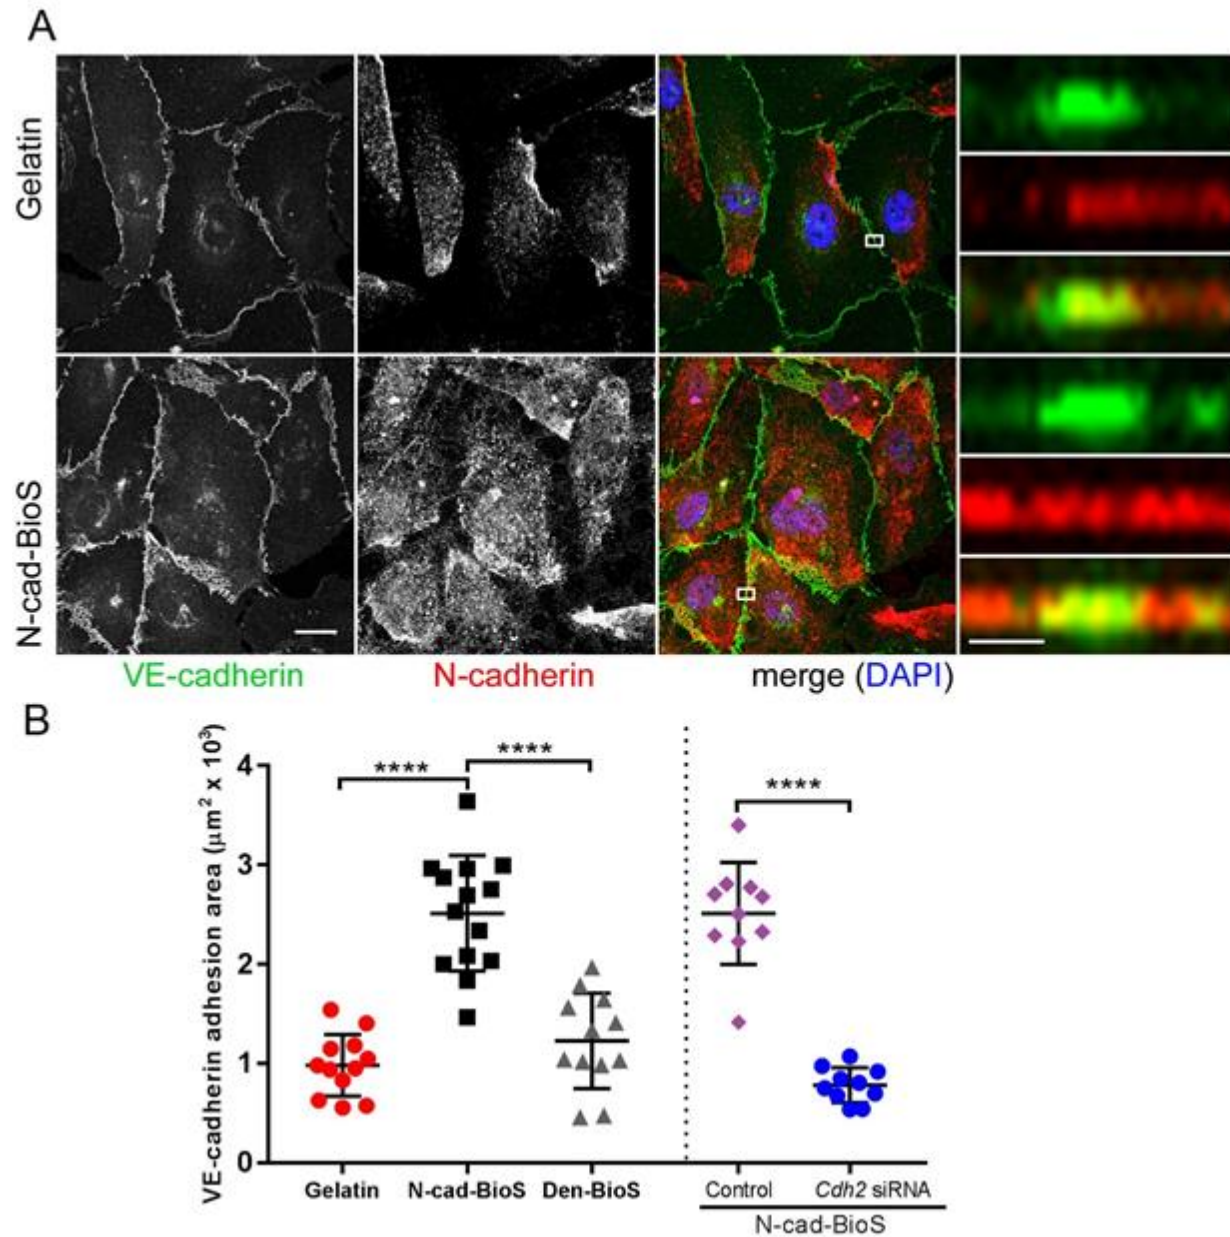 A
Gelatin
N-cad-BioS
VE-cadherin N-cadherin merge (DAPI)
B
VE-cadherin adhesion area (μm² x 10³)
4
3
2
1
0
**** **** ****
Gelatin N-cad-BioS Den-BioS Control Cdh2 siRNA
N-cad-BioS